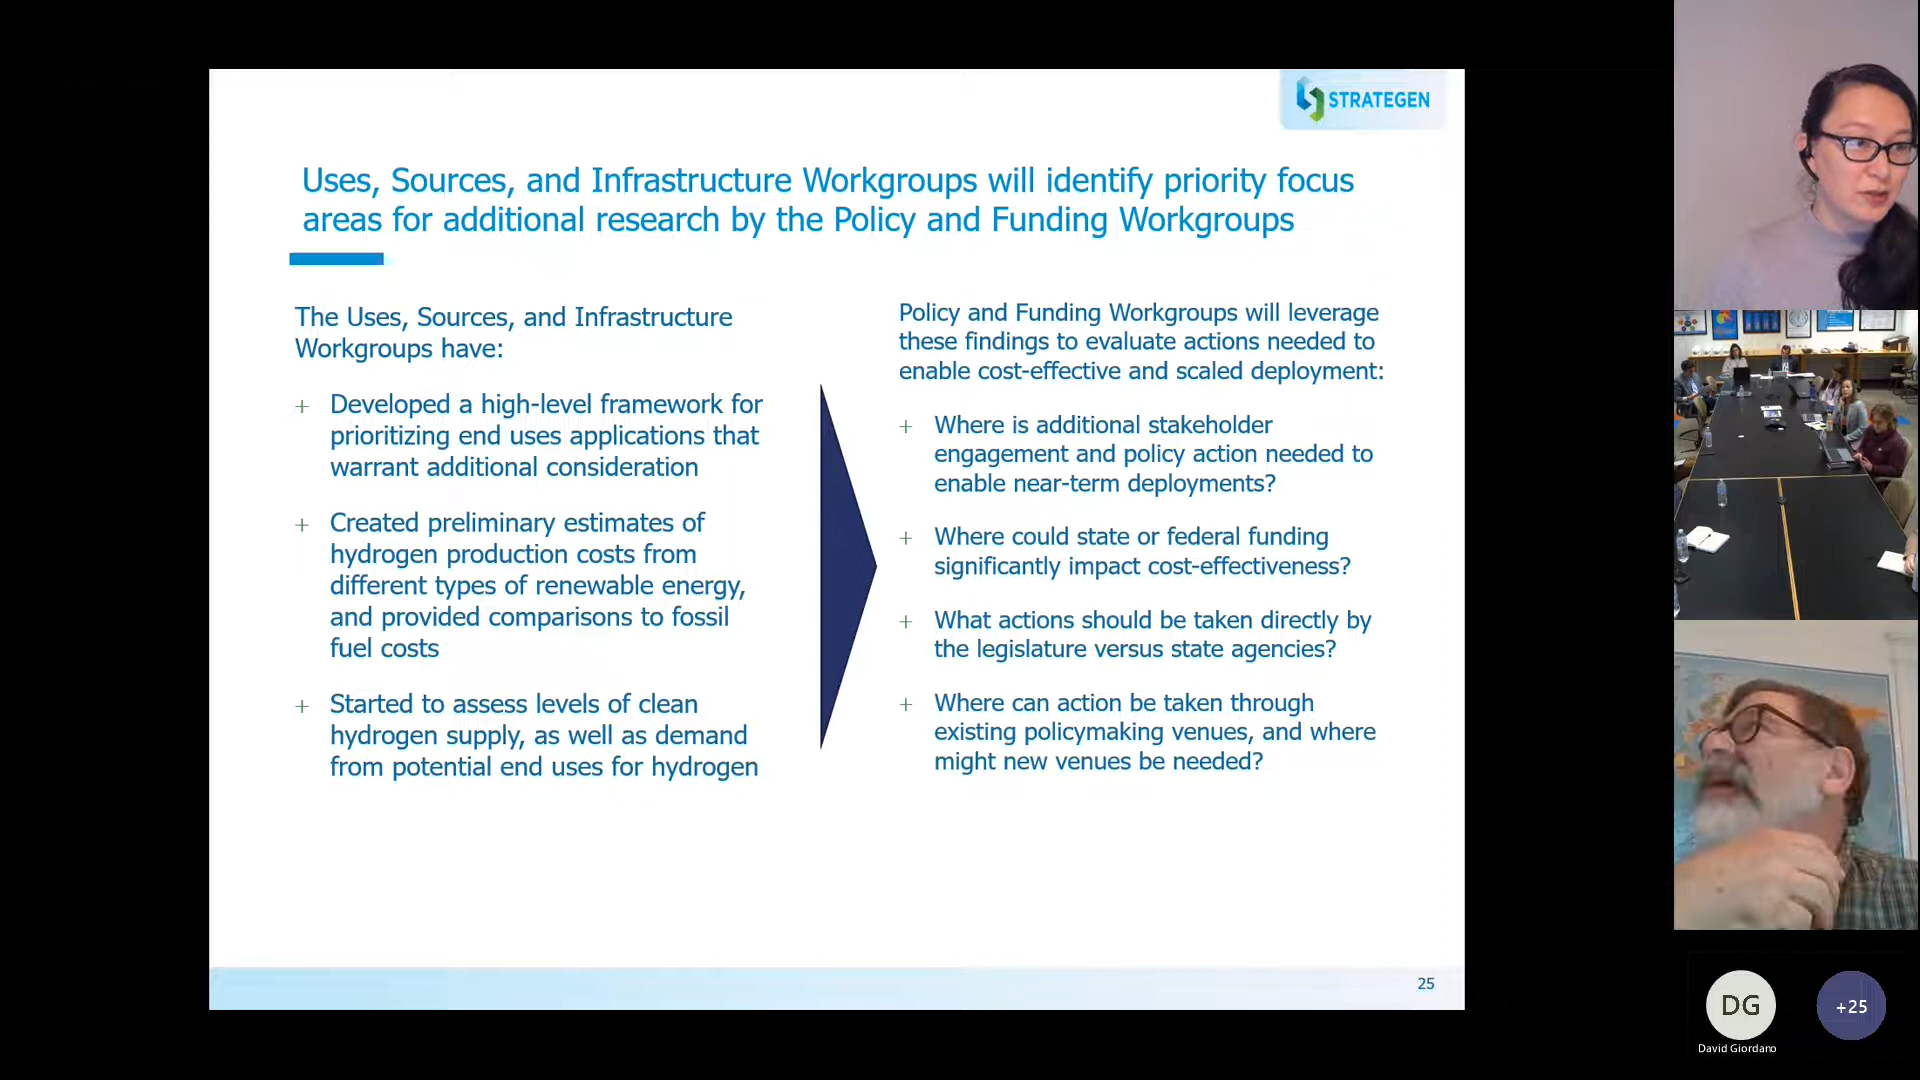 STRATEGEN
Uses, Sources, and Infrastructure Workgroups will identify priority focus
areas for additional research by the Policy and Funding Workgroups
The Uses, Sources, and Infrastructure
Workgroups have:
+ Developed a high-level framework for
prioritizing end uses applications that
warrant additional consideration
+ Created preliminary estimates of
hydrogen production costs from
different types of renewable energy,
and provided comparisons to fossil
fuel costs
+ Started to assess levels of clean
hydrogen supply, as well as demand
from potential end uses for hydrogen
Policy and Funding Workgroups will leverage
these findings to evaluate actions needed to
enable cost-effective and scaled deployment:
+ Where is additional stakeholder
engagement and policy action needed to
enable near-term deployments?
+ Where could state or federal funding
significantly impact cost-effectiveness?
+ What actions should be taken directly by
the legislature versus state agencies?
+ Where can action be taken through
existing policymaking venues, and where
might new venues be needed?
25
DG
+25
David Giordano